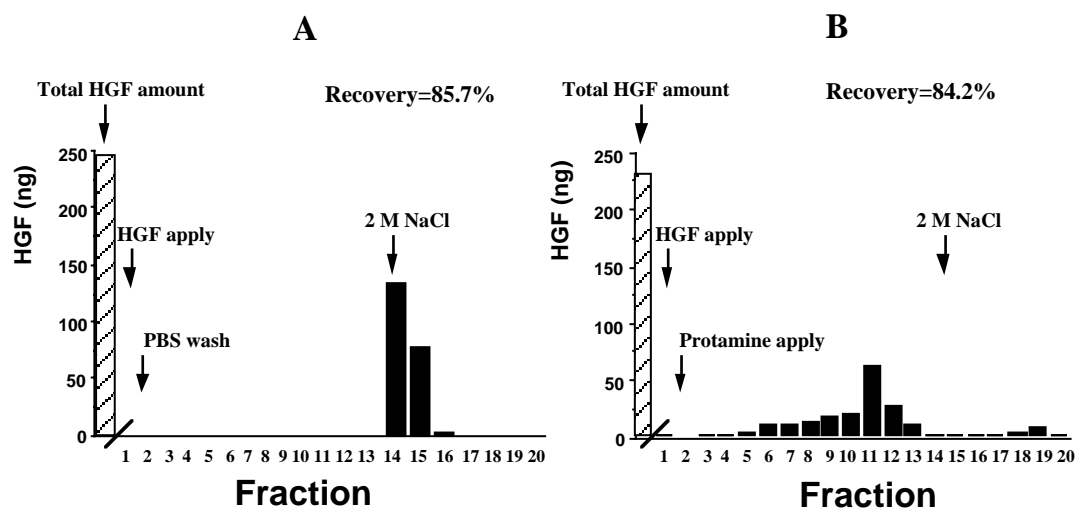 A
Total HGF amount
Recovery=85.7%
HGF (ng)
250
200
150
100
50
0
HGF apply
2 M NaCl
PBS wash
1 2 3 4 5 6 7 8 9 10 11 12 13 14 15 16 17 18 19 20
Fraction
B
Total HGF amount
Recovery=84.2%
HGF (ng)
250
200
150
100
50
0
HGF apply
2 M NaCl
Protamine apply
1 2 3 4 5 6 7 8 9 10 11 12 13 14 15 16 17 18 19 20
Fraction